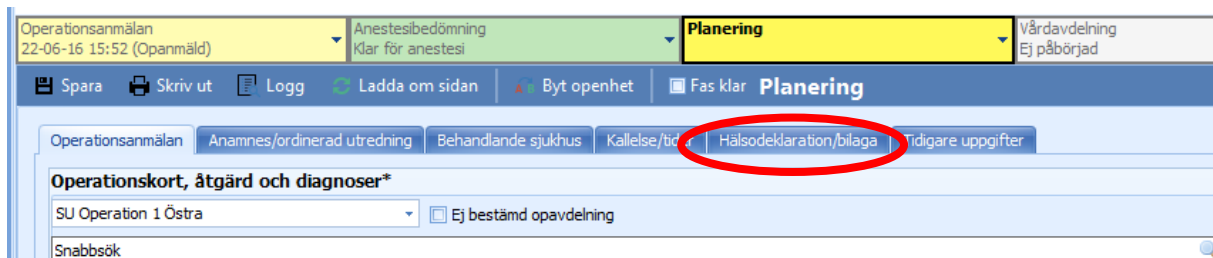 Operationsanmälan
22-06-16 15:52 (Opanmäld)
Anestesibedömning
Klar för anestesi
Planering
Vårdavdelning
Ej påbörjad
Spara Skriv ut Logg Ladda om sidan Byt openhet Fas klar Planering
Operationsanmälan Anamnes/ordinerad utredning Behandlande sjukhus Kallelse/tider Hälsodeklaration/bilaga Tidigare uppgifter
Operationskort, åtgärd och diagnoser*
SU Operation 1 Östra Ej bestämd opavdelning
Snabbsök